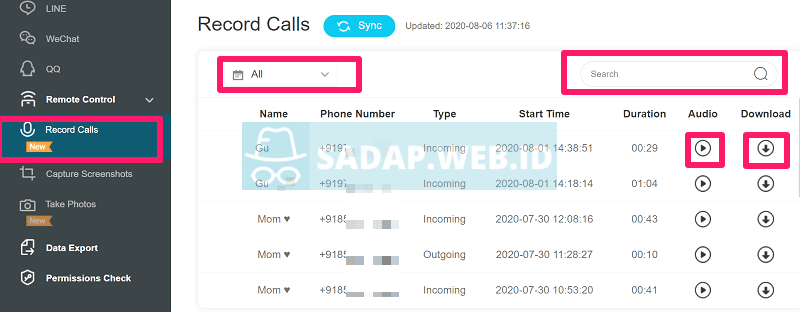 LINE
WeChat
QQ
Remote Control
Record Calls
New
Capture Screenshots
Take Photos
New
Data Export
Permissions Check
Record Calls Sync Updated: 2020-08-06 11:37:16
All Search
Name Phone Number Type Start Time Duration Audio Download
Gu +9197 Incoming 2020-08-01 14:38:51 00:29
SADAP.WEB.ID
Gu +9197 Incoming 2020-08-01 14:18:14 01:04
Mom ♥ +9185 Incoming 2020-07-30 12:08:16 00:43
Mom ♥ +9185 Outgoing 2020-07-30 11:28:27 00:10
Mom ♥ +9185 Incoming 2020-07-30 10:53:20 00:41